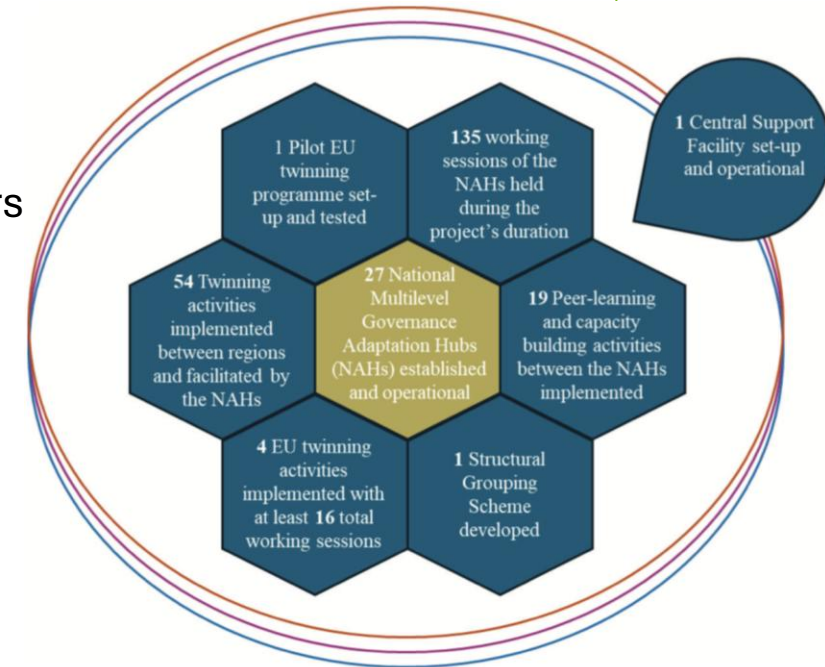 rs
1 Pilot EU
twinning
programme set-
up and tested
135 working
sessions of the
NAHs held
during the
project's duration
1 Central Support
Facility set-up
and operational
54 Twinning
activities
implemented
between regions
and facilitated by
the NAHs
27 National
Multilevel
Governance
Adaptation Hubs
(NAHs) established
and operational
19 Peer-learning
and capacity
building activities
between the NAHs
implemented
4 EU twinning
activities
implemented with
at least 16 total
working sessions
1 Structural
Grouping
Scheme
developed